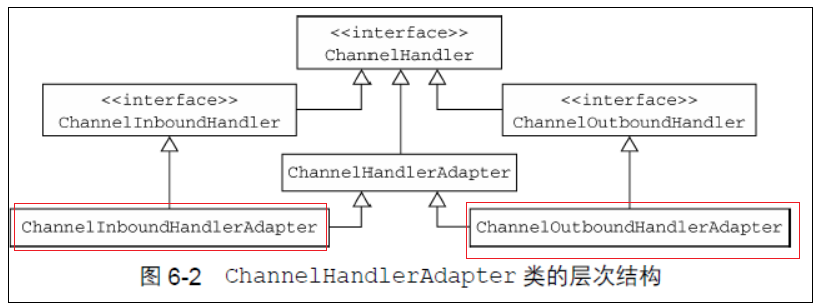 <<interface>>
ChannelHandler
<<interface>>
ChannelInboundHandler
<<interface>>
ChannelOutboundHandler
ChannelHandlerAdapter
ChannelInboundHandlerAdapter
ChannelOutboundHandlerAdapter
图 6-2 ChannelHandlerAdapter 类的层次结构